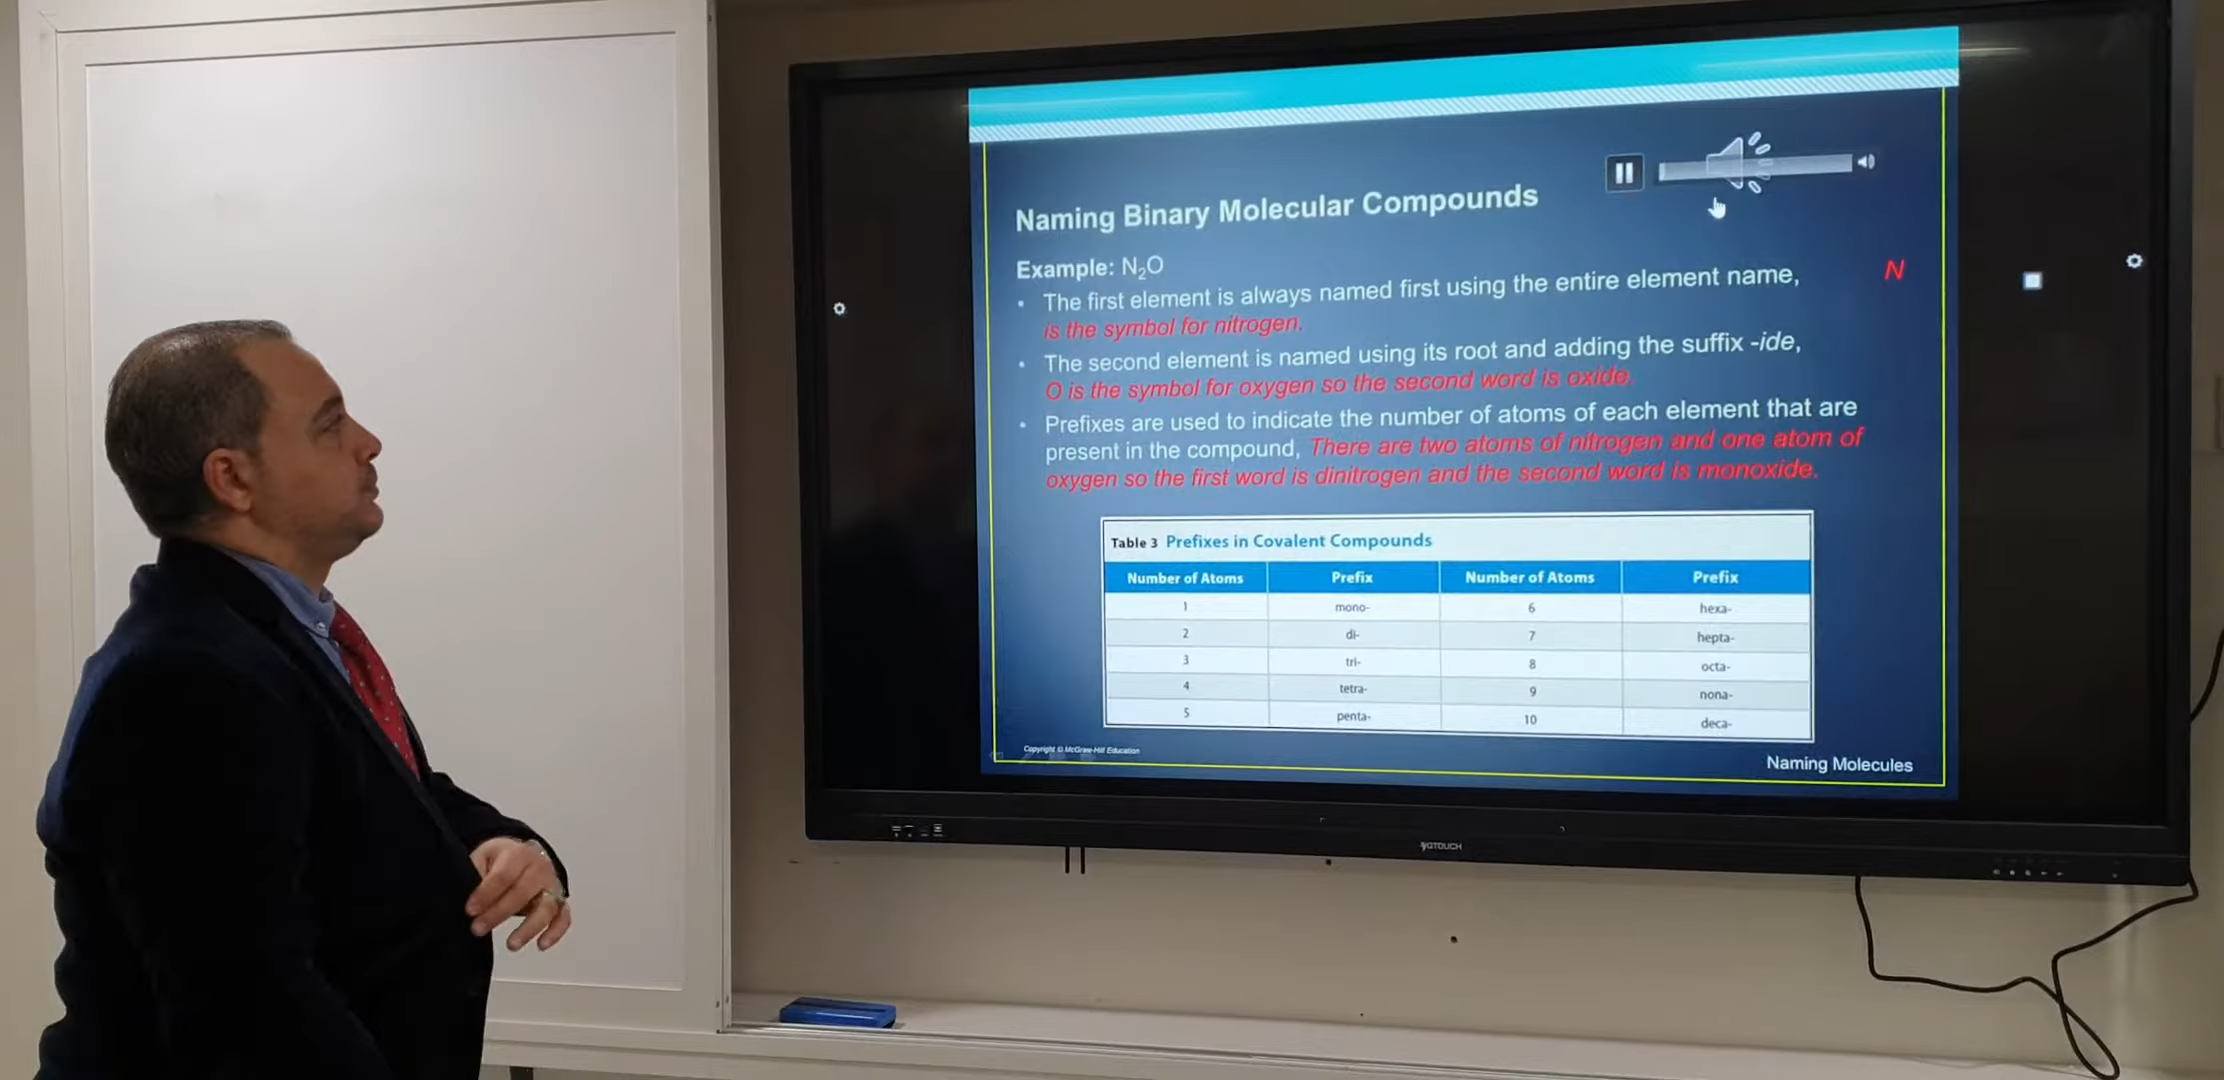 Naming Binary Molecular Compounds
Example: N₂O
• The first element is always named first using the entire element name, N
is the symbol for nitrogen.
• The second element is named using its root and adding the suffix -ide,
O is the symbol for oxygen so the second word is oxide.
• Prefixes are used to indicate the number of atoms of each element that are
present in the compound, There are two atoms of nitrogen and one atom of
oxygen so the first word is dinitrogen and the second word is monoxide.
Table 3 Prefixes in Covalent Compounds
Number of Atoms Prefix Number of Atoms Prefix
1 mono- 6 hexa-
2 di- 7 hepta-
3 tri- 8 octa-
4 tetra- 9 nona-
5 penta- 10 deca-
Copyright © McGraw-Hill Education
Naming Molecules